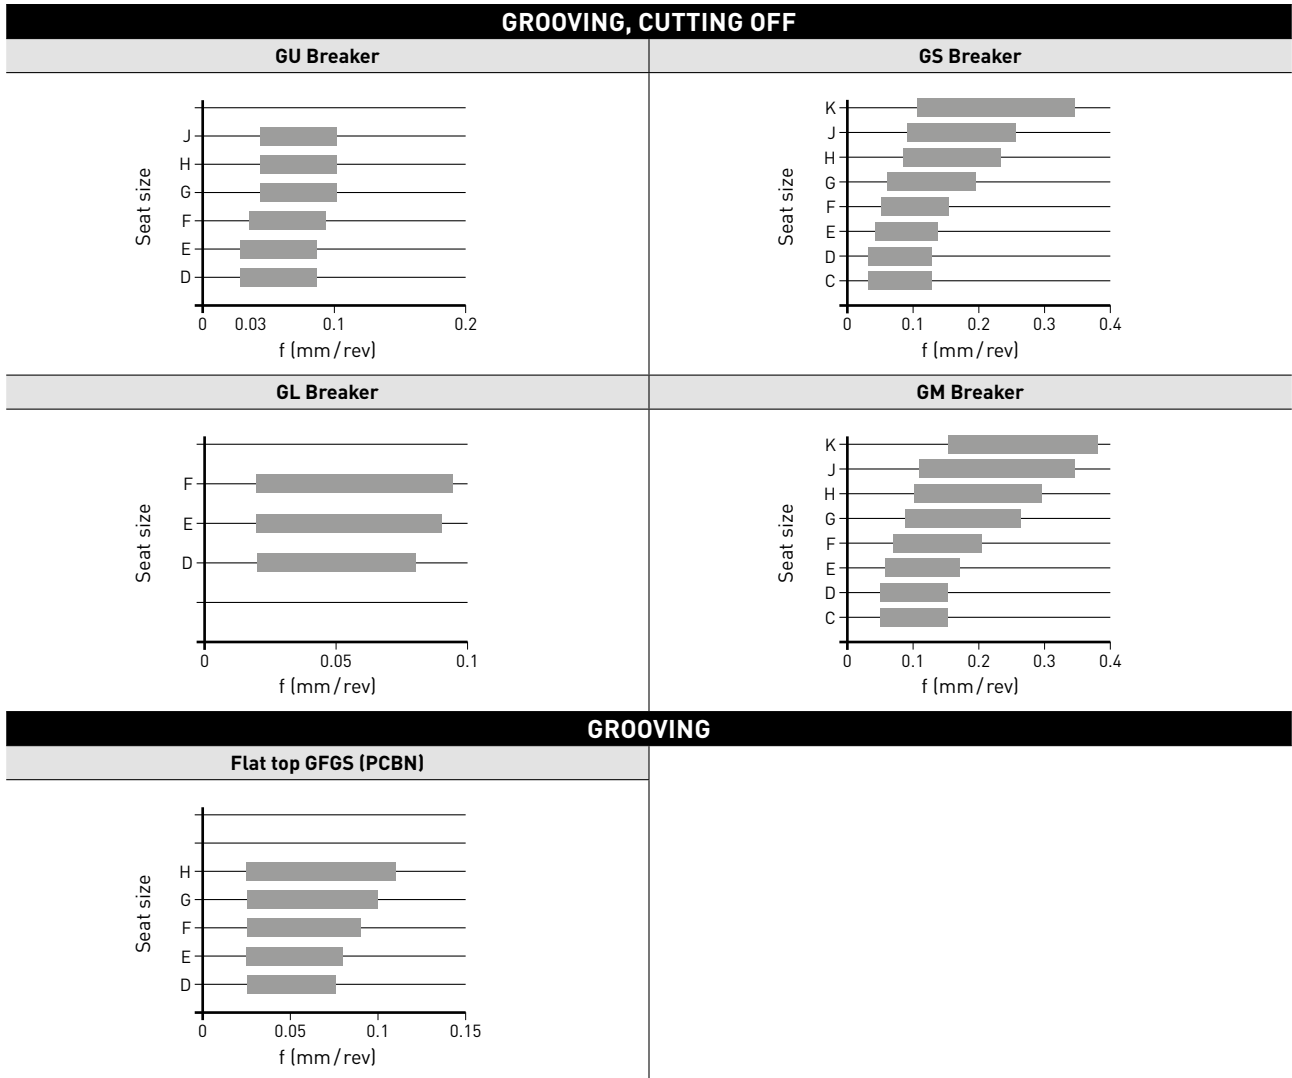 GROOVING, CUTTING OFF
GU Breaker
Seat size
J
H
G
F
E
D
0 0.03 0.1 0.2
f (mm/rev)
GS Breaker
Seat size
K
J
H
G
F
E
D
C
0 0.1 0.2 0.3 0.4
f (mm/rev)
GL Breaker
Seat size
F
E
D
0 0.05 0.1
f (mm/rev)
GM Breaker
Seat size
K
J
H
G
F
E
D
C
0 0.1 0.2 0.3 0.4
f (mm/rev)
GROOVING
Flat top GFGS (PCBN)
Seat size
H
G
F
E
D
0 0.05 0.1 0.15
f (mm/rev)